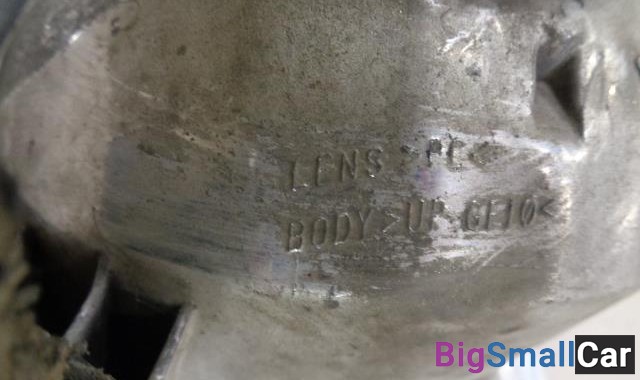 LENS >PC<
BODY >UP-GF10<
BigSmallCar